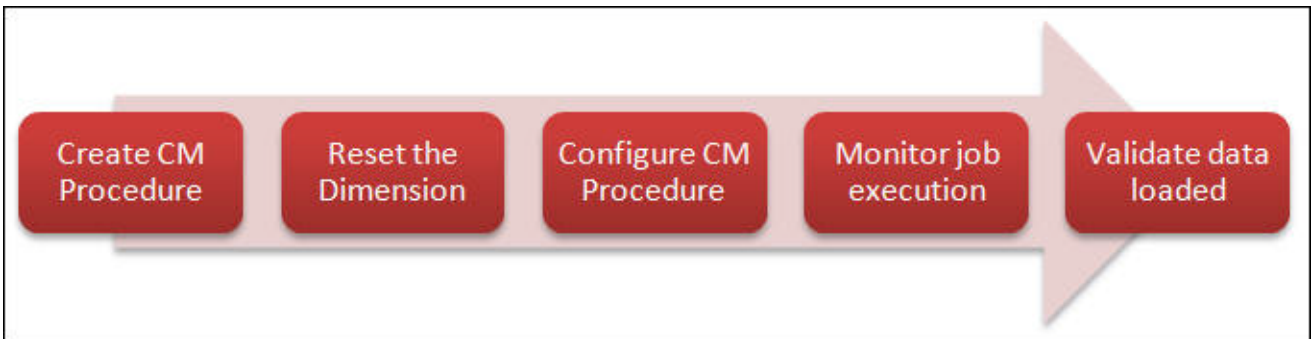 Create CM
Procedure
Reset the
Dimension
Configure CM
Procedure
Monitor job
execution
Validate data
loaded